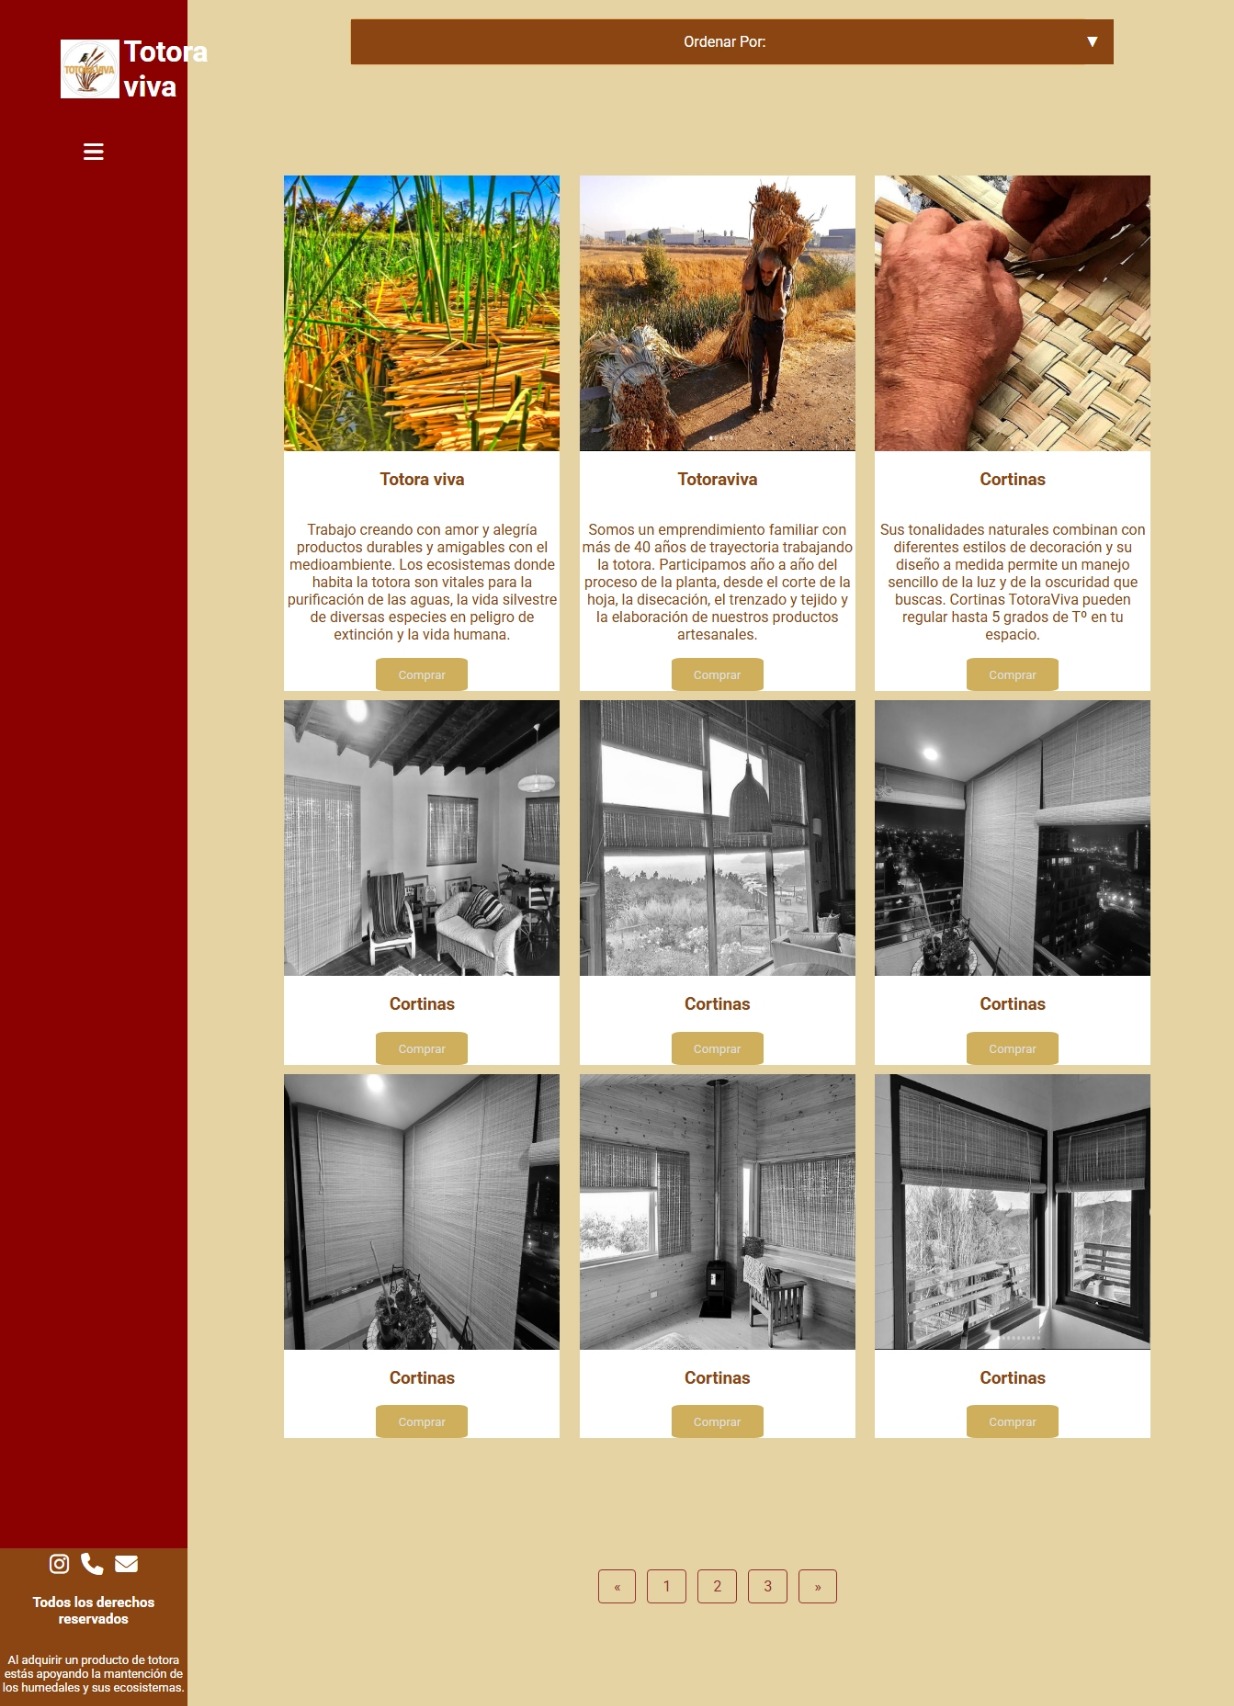 TOTORA VIVA
Totora
viva
Ordenar Por:
▼
Totora viva
Trabajo creando con amor y alegría
productos durables y amigables con el
medioambiente. Los ecosistemas donde
habita la totora son vitales para la
purificación de las aguas, la vida silvestre
de diversas especies en peligro de
extinción y la vida humana.
Comprar
Totoraviva
Somos un emprendimiento familiar con
más de 40 años de trayectoria trabajando
la totora. Participamos año a año del
proceso de la planta, desde el corte de la
hoja, la disecación, el trenzado y tejido y
la elaboración de nuestros productos
artesanales.
Comprar
Cortinas
Sus tonalidades naturales combinan con
diferentes estilos de decoración y su
diseño a medida permite un manejo
sencillo de la luz y de la oscuridad que
buscas. Cortinas TotoraViva pueden
regular hasta 5 grados de Tº en tu
espacio.
Comprar
Cortinas
Comprar
Cortinas
Comprar
Cortinas
Comprar
Cortinas
Comprar
Cortinas
Comprar
Cortinas
Comprar
« 1 2 3 »
Todos los derechos
reservados
Al adquirir un producto de totora
estás apoyando la mantención de
los humedales y sus ecosistemas.